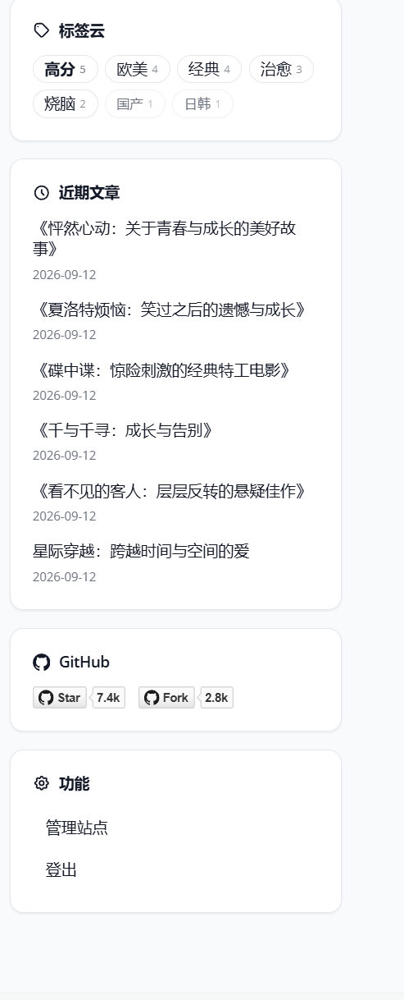 标签云
高分 5 欧美 4 经典 4 治愈 3
烧脑 2 国产 1 日韩 1
近期文章
《怦然心动：关于青春与成长的美好故
事》
2026-09-12
《夏洛特烦恼：笑过之后的遗憾与成长》
2026-09-12
《碟中谍：惊险刺激的经典特工电影》
2026-09-12
《千与千寻：成长与告别》
2026-09-12
《看不见的客人：层层反转的悬疑佳作》
2026-09-12
星际穿越：跨越时间与空间的爱
2026-09-12
GitHub
Star 7.4k Fork 2.8k
功能
管理站点
登出